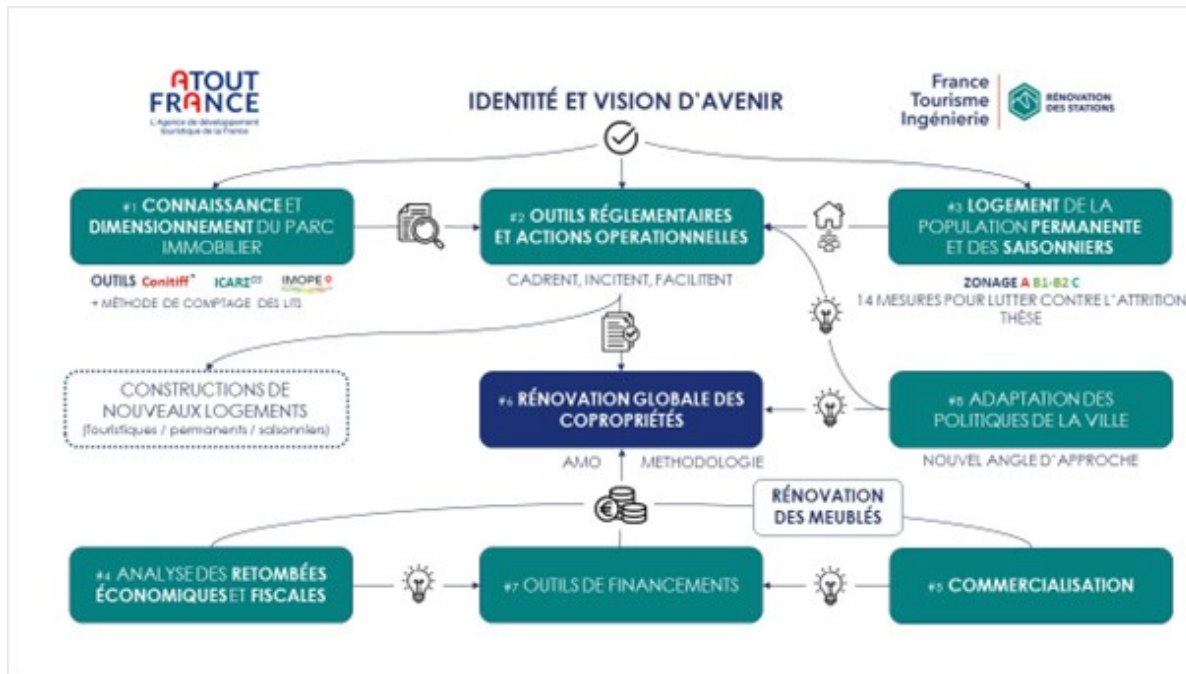 ATOUT
FRANCE
L'Agence de développement
touristique de la France
IDENTITÉ ET VISION D'AVENIR
France
Tourisme
Ingénierie
RÉNOVATION
DES STATIONS
#1 CONNAISSANCE ET
DIMENSIONNEMENT DU PARC
IMMOBILIER
#2 OUTILS RÉGLEMENTAIRES
ET ACTIONS OPERATIONNELLES
#3 LOGEMENT DE LA
POPULATION PERMANENTE
ET DES SAISONNIERS
OUTILS Conitiff ICARE IMOPE
+ MÉTHODE DE COMPTAGE DES LITS
CADRENT, INCITENT, FACILITENT
ZONAGE A B1-B2 C
14 MESURES POUR LUTTER CONTRE L'ATTRITION
THÈSE
CONSTRUCTIONS DE
NOUVEAUX LOGEMENTS
(touristiques / permanents / saisonniers)
#6 RÉNOVATION GLOBALE DES
COPROPRIÉTÉS
#8 ADAPTATION DES
POLITIQUES DE LA VILLE
AMO METHODOLOGIE
NOUVEL ANGLE D'APPROCHE
RÉNOVATION
DES MEUBLÉS
#4 ANALYSE DES RETOMBÉES
ÉCONOMIQUES ET FISCALES
#7 OUTILS DE FINANCEMENTS
#5 COMMERCIALISATION